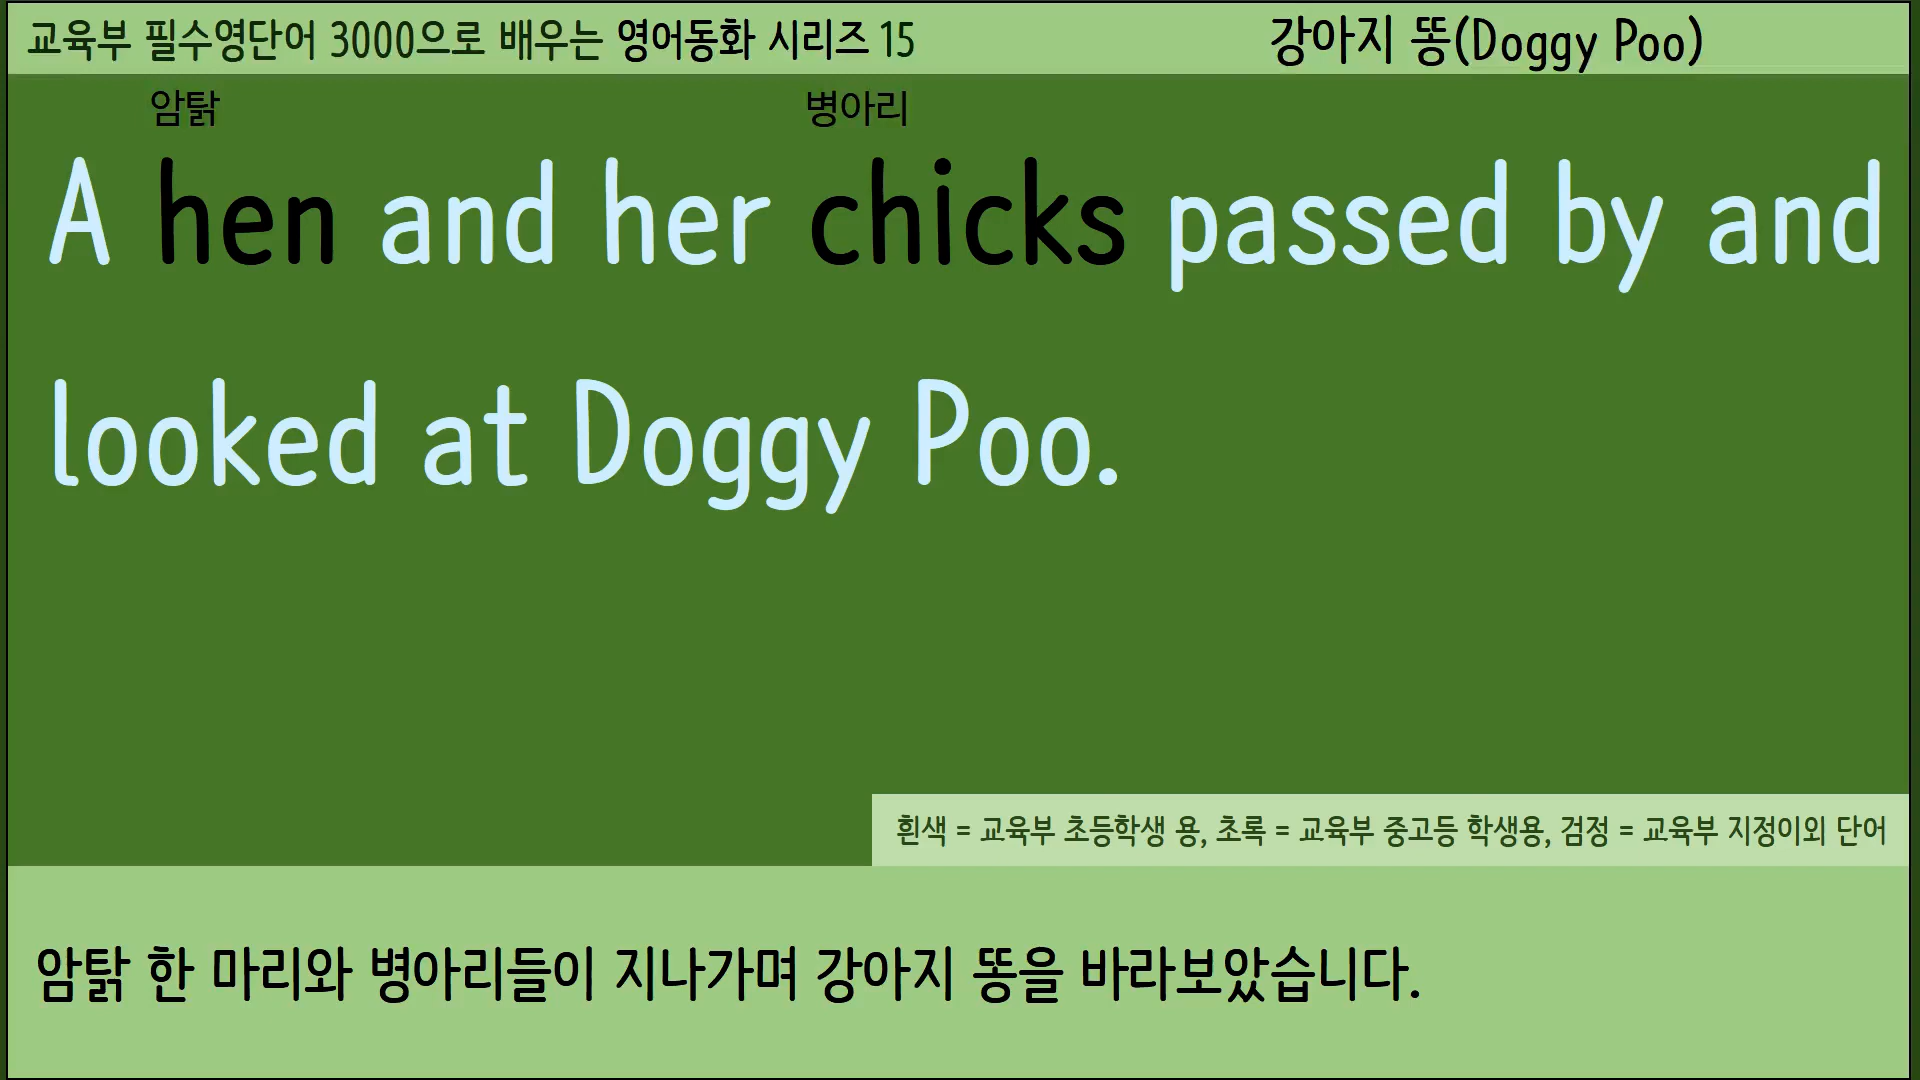 교육부 필수영단어 3000으로 배우는 영어동화 시리즈 15
강아지 똥(Doggy Poo)
암탉 병아리
A hen and her chicks passed by and
looked at Doggy Poo.
흰색 = 교육부 초등학생 용, 초록 = 교육부 중고등 학생용, 검정 = 교육부 지정이외 단어
암탉 한 마리와 병아리들이 지나가며 강아지 똥을 바라보았습니다.